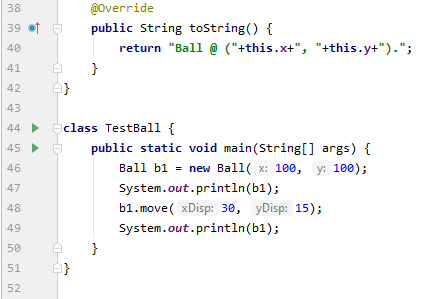 38 @Override
39 public String toString() {
40 return "Ball @ ("+this.x+", "+this.y+").";
41 }
42 }
43
44 class TestBall {
45 public static void main(String[] args) {
46 Ball b1 = new Ball( x: 100, y: 100);
47 System.out.println(b1);
48 b1.move( xDisp: 30, yDisp: 15);
49 System.out.println(b1);
50 }
51 }
52